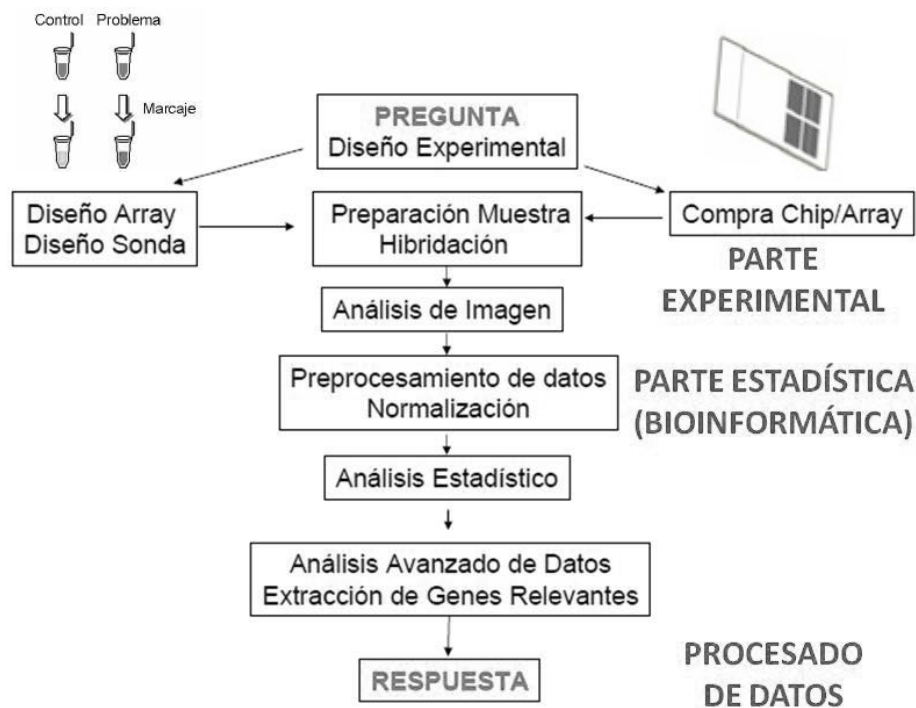 Control Problema
Marcaje
PREGUNTA
Diseño Experimental
Diseño Array
Diseño Sonda
Preparación Muestra
Hibridación
Compra Chip/Array
PARTE
EXPERIMENTAL
Análisis de Imagen
Preprocesamiento de datos
Normalización
PARTE ESTADÍSTICA
(BIOINFORMÁTICA)
Análisis Estadístico
Análisis Avanzado de Datos
Extracción de Genes Relevantes
RESPUESTA
PROCESADO
DE DATOS